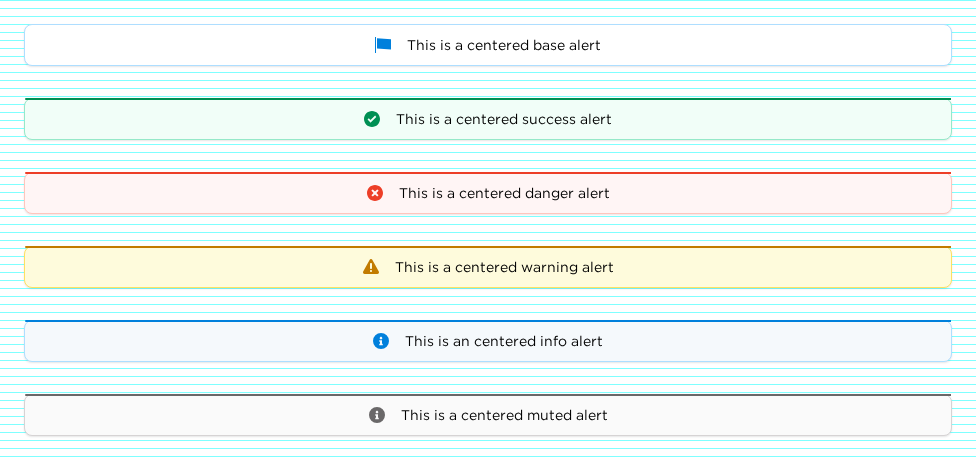 This is a centered base alert
This is a centered success alert
This is a centered danger alert
This is a centered warning alert
This is an centered info alert
This is a centered muted alert